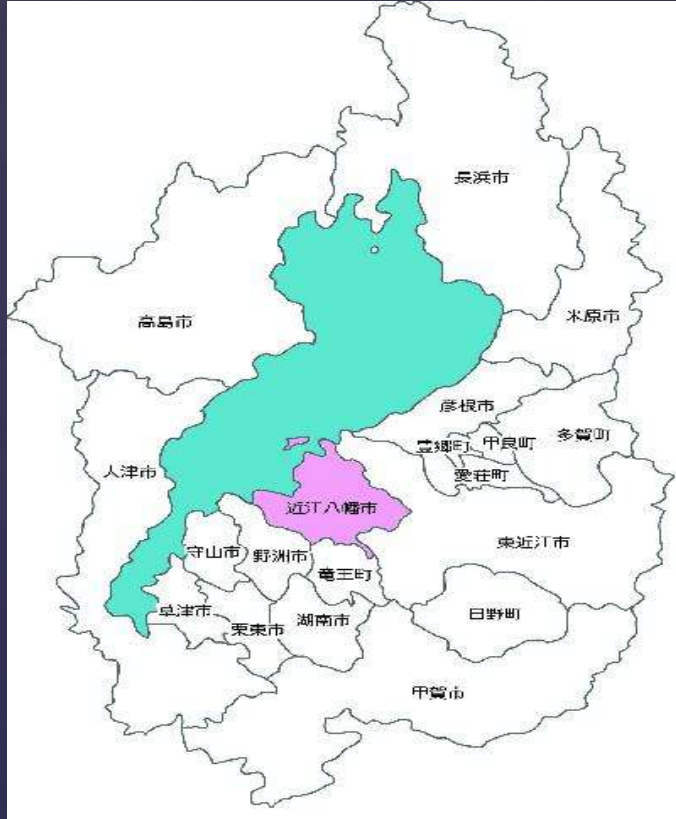 長浜市
高島市
米原市
彦根市
豊郷町
甲良町
多賀町
愛荘町
大津市
近江八幡市
東近江市
守山市
野洲市
竜王町
草津市
栗東市
湖南市
日野町
甲賀市